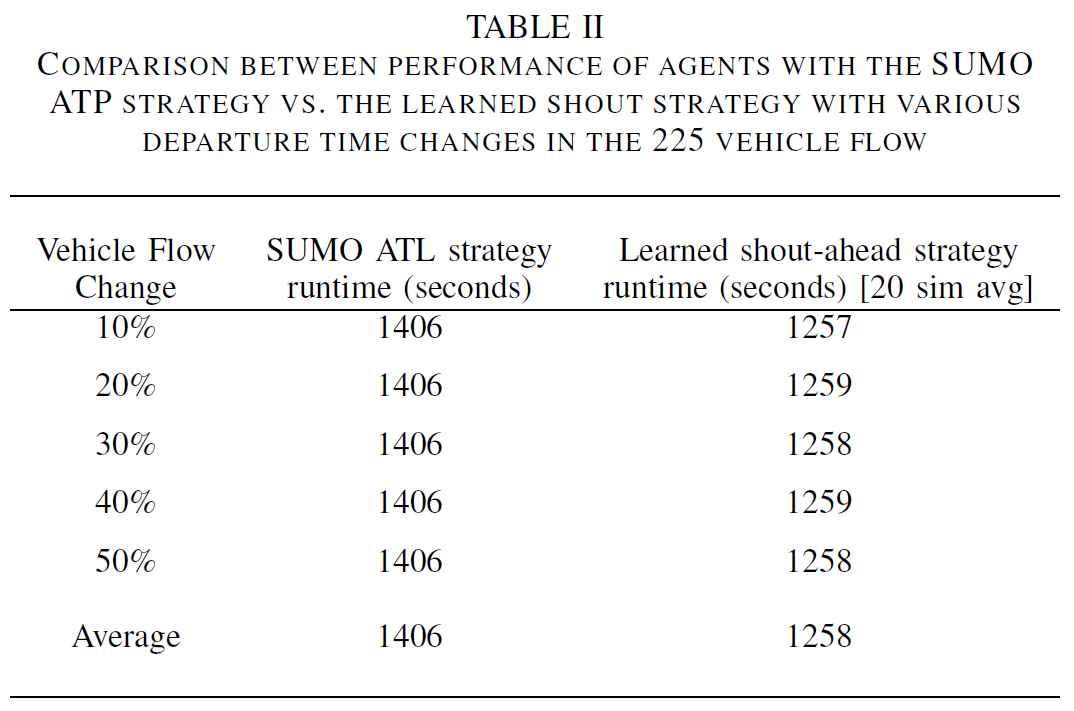 TABLE II
COMPARISON BETWEEN PERFORMANCE OF AGENTS WITH THE SUMO
ATP STRATEGY VS. THE LEARNED SHOUT STRATEGY WITH VARIOUS
DEPARTURE TIME CHANGES IN THE 225 VEHICLE FLOW
Vehicle Flow Change SUMO ATL strategy runtime (seconds) Learned shout-ahead strategy runtime (seconds) [20 sim avg]
10% 1406 1257
20% 1406 1259
30% 1406 1258
40% 1406 1259
50% 1406 1258
Average 1406 1258